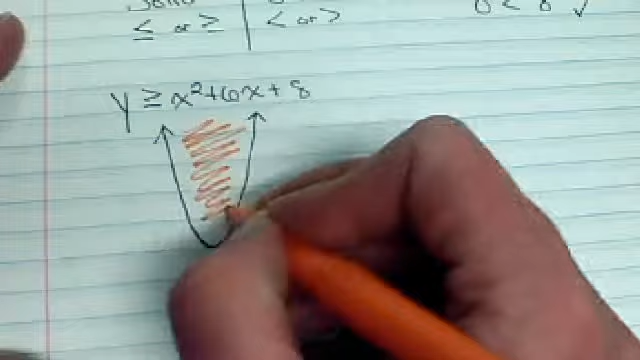 ≤ or ≥ < or >
0 < 8 ✓
y ≥ x²+6x+8